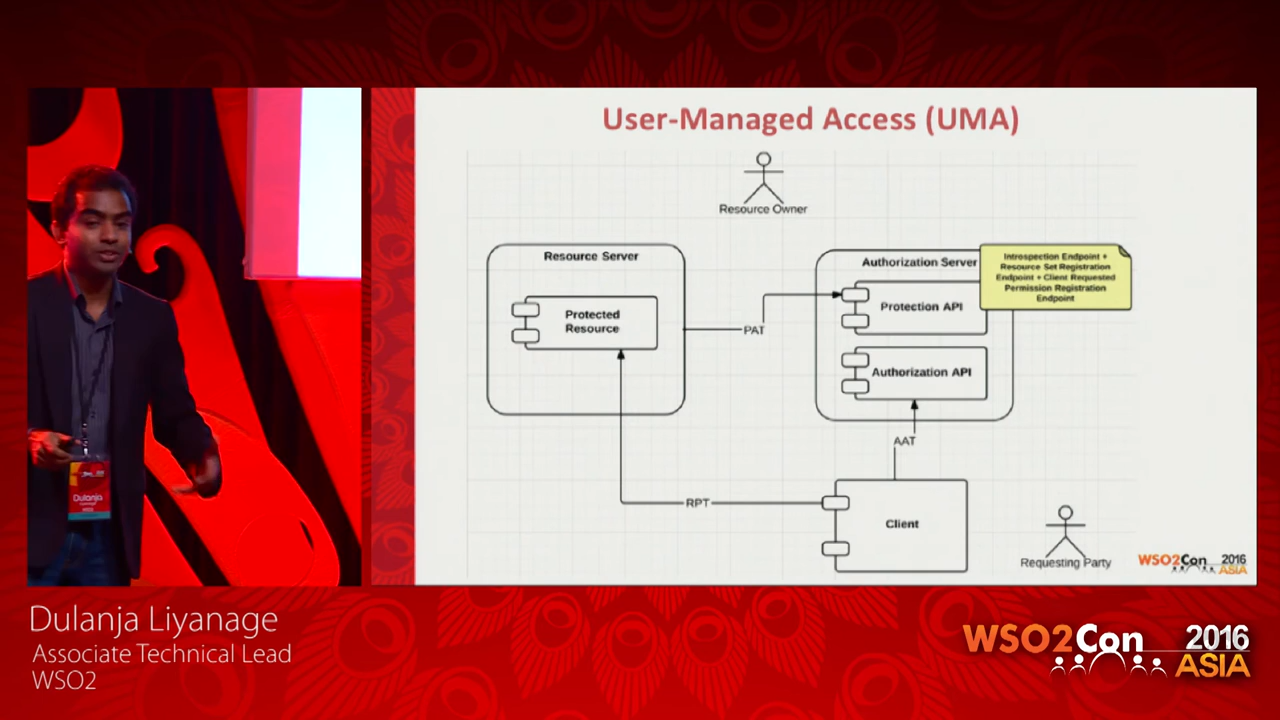 User-Managed Access (UMA)
Resource Owner
Resource Server
Protected
Resource
PAT
Authorization Server
Protection API
Authorization API
Introspection Endpoint +
Resource Set Registration
Endpoint + Client Requested
Permission Registration
Endpoint
AAT
RPT
Client
Requesting Party
WSO2Con 2016
ASIA
Dulanja
Dulanja Liyanage
Associate Technical Lead
WSO2
WSO2Con 2016
ASIA